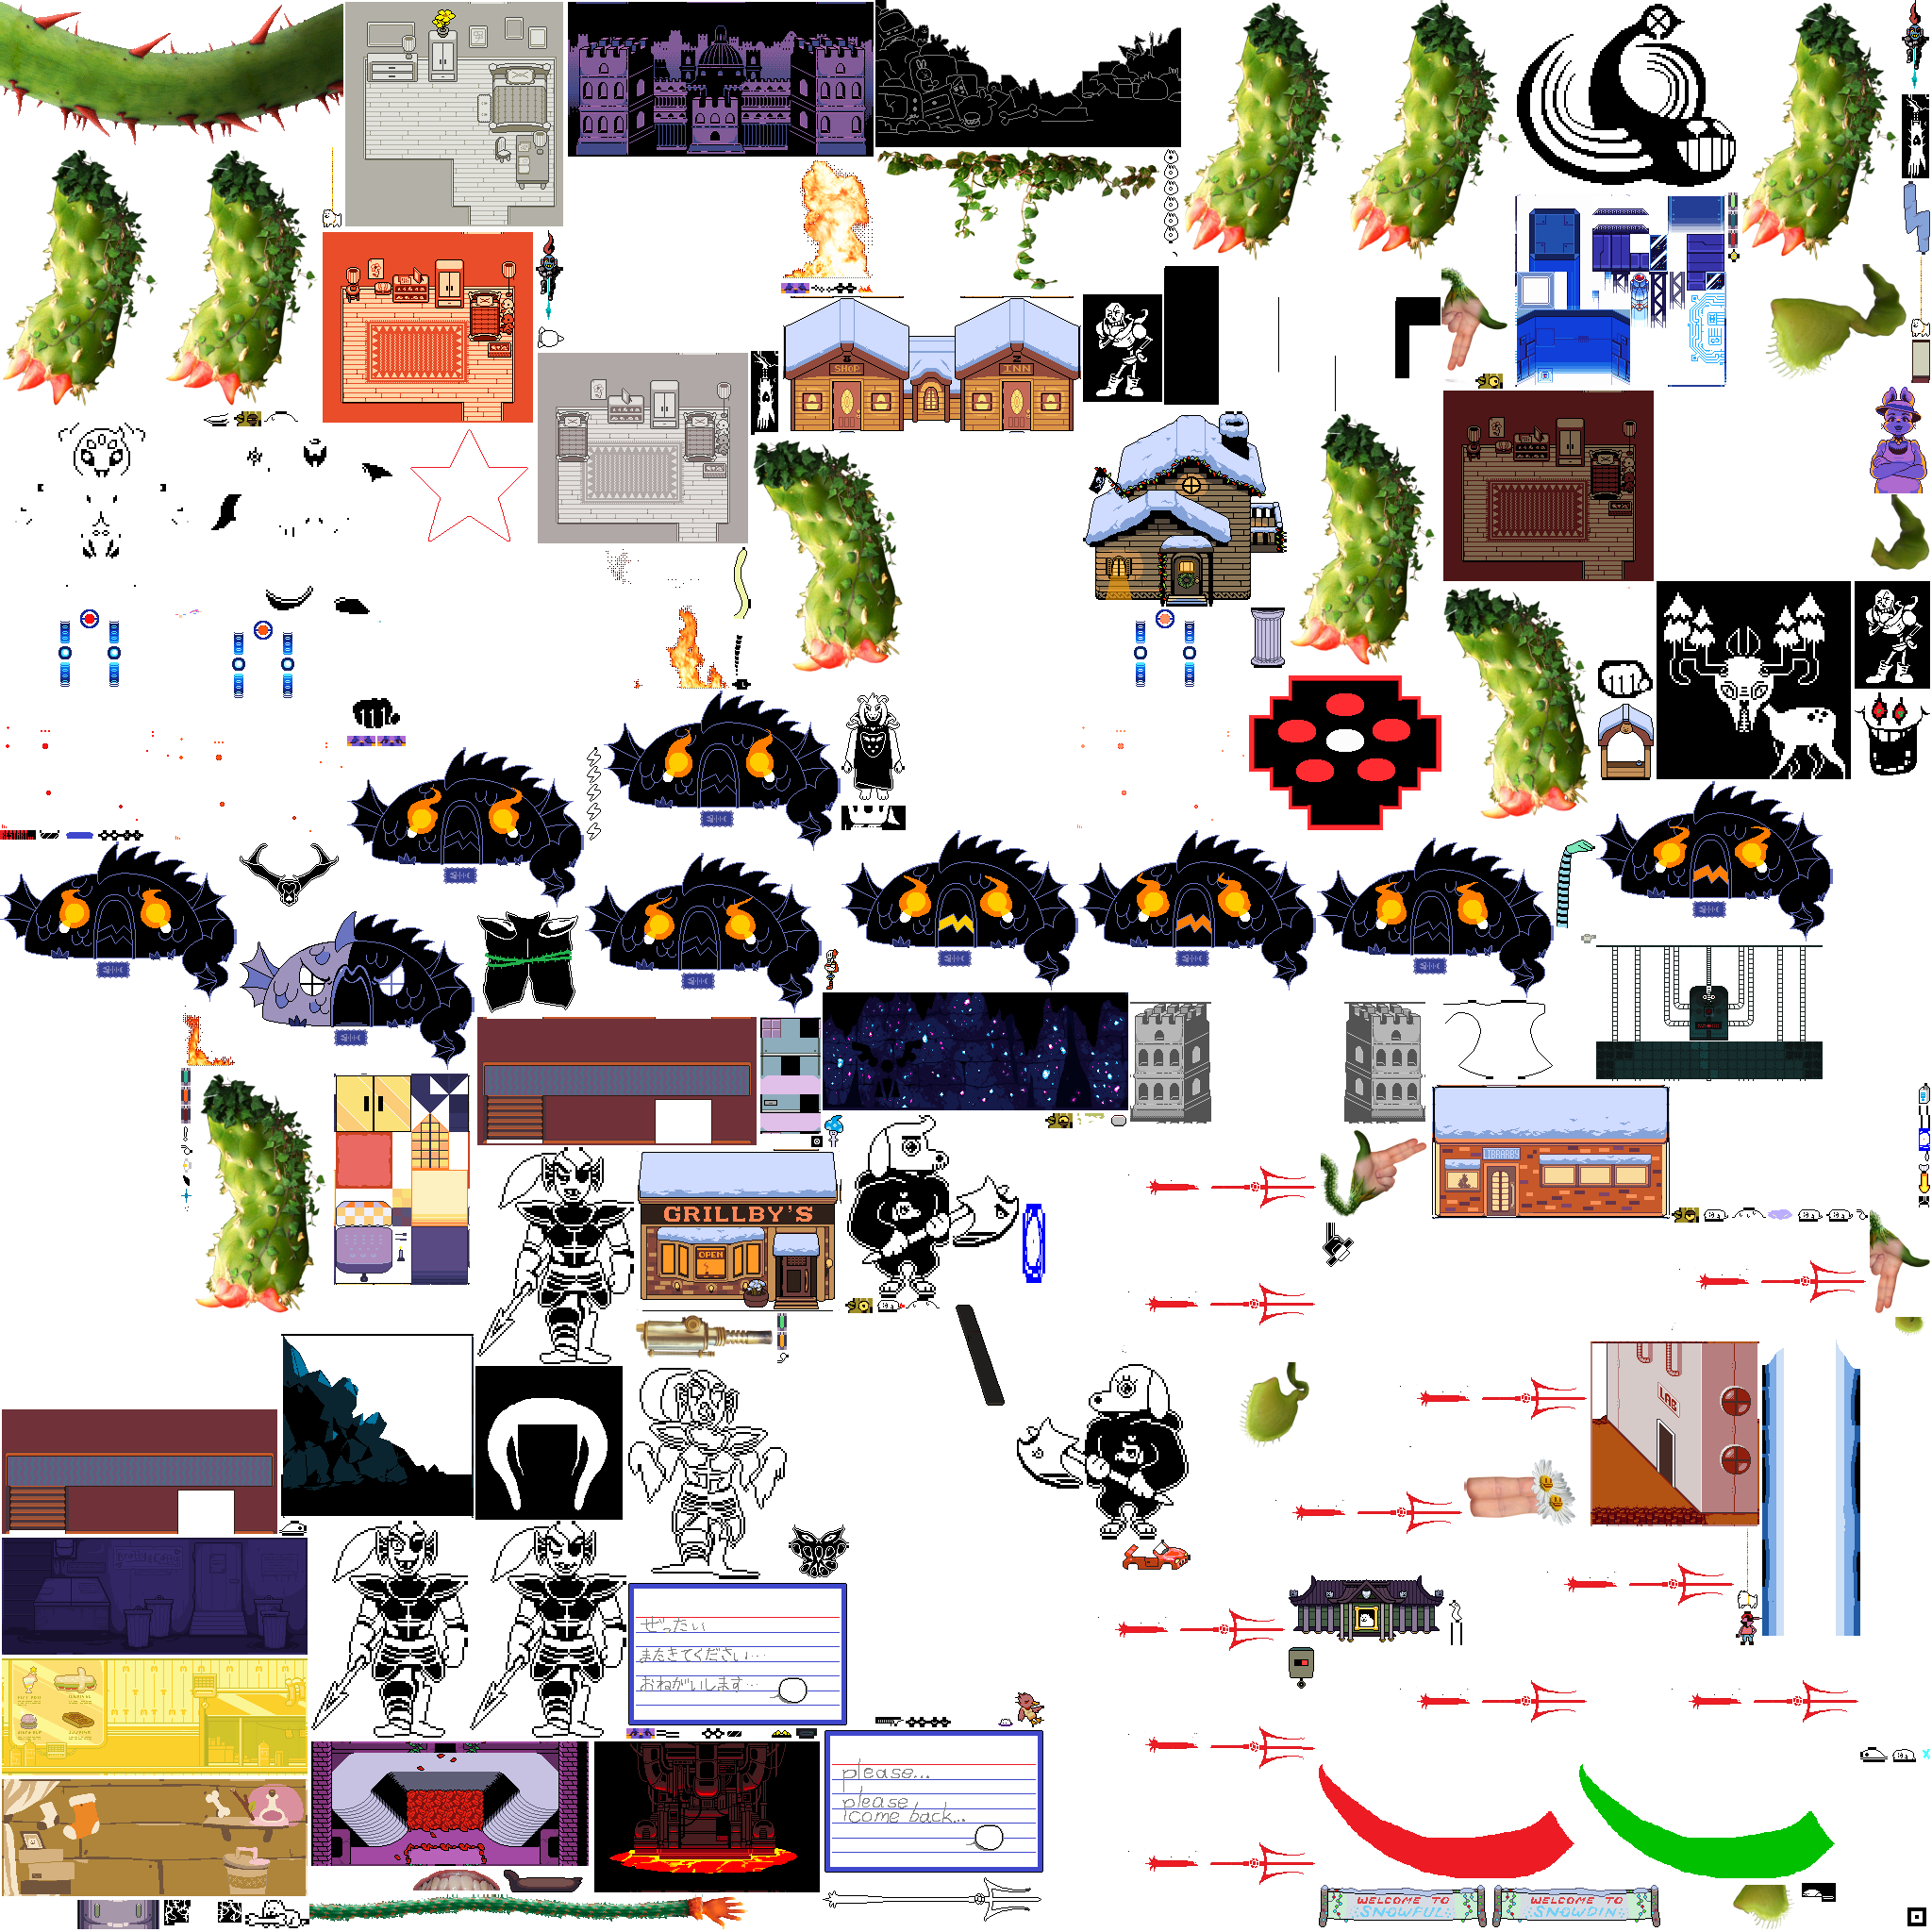 SHOP
INN
LIBRARBY
GRILLBY'S
OPEN
LAB
ぜったい
またきてください…
おねがいします…
please...
please
come back...
WELCOME TO
SNOWFUL
WELCOME TO
SNOWDIN